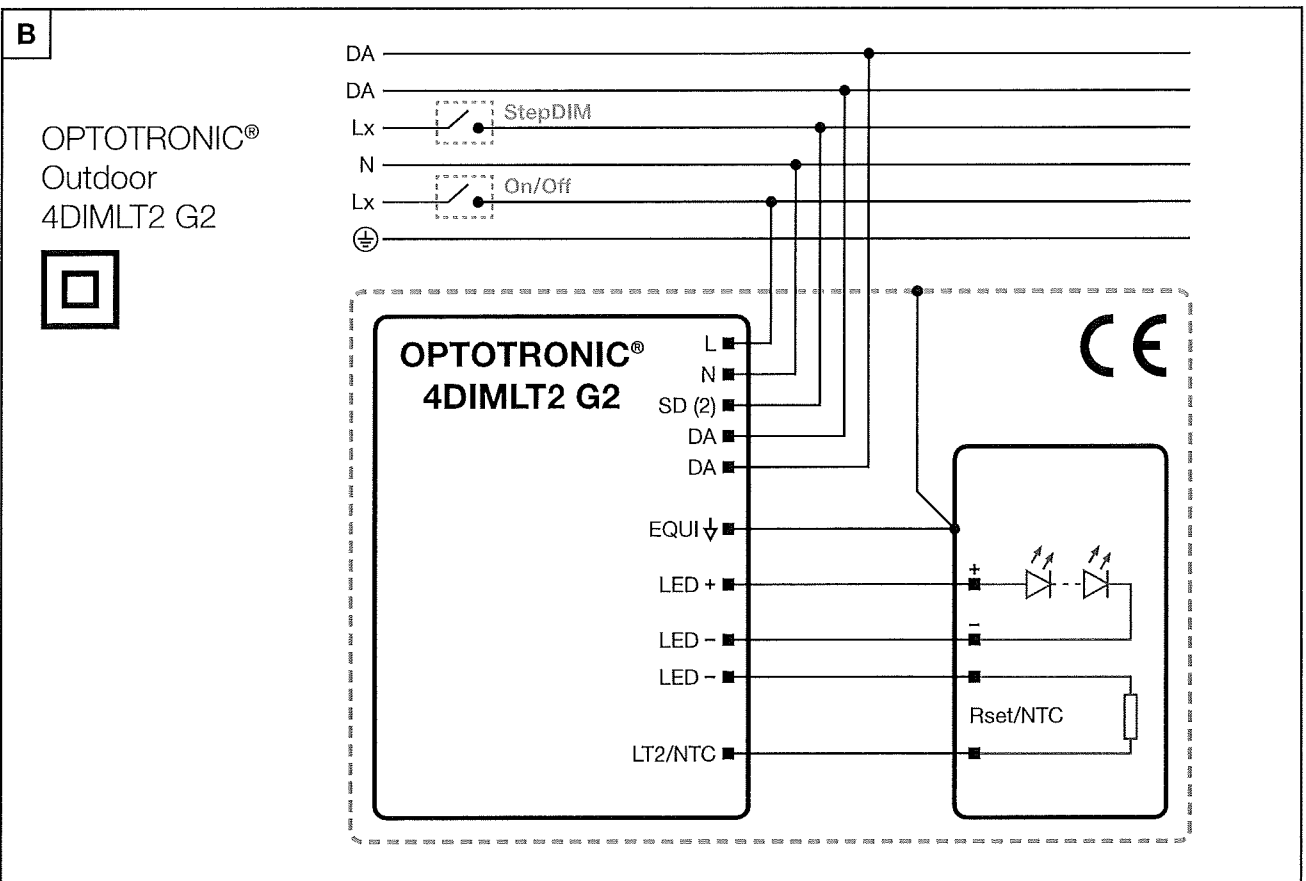 B
OPTOTRONIC®
Outdoor
4DIMLT2 G2
DA
DA
Lx
StepDIM
N
Lx
On/Off
OPTOTRONIC®
4DIMLT2 G2
CE
L
N
SD (2)
DA
DA
EQUI
LED +
LED -
LED -
LT2/NTC
+
-
Rset/NTC